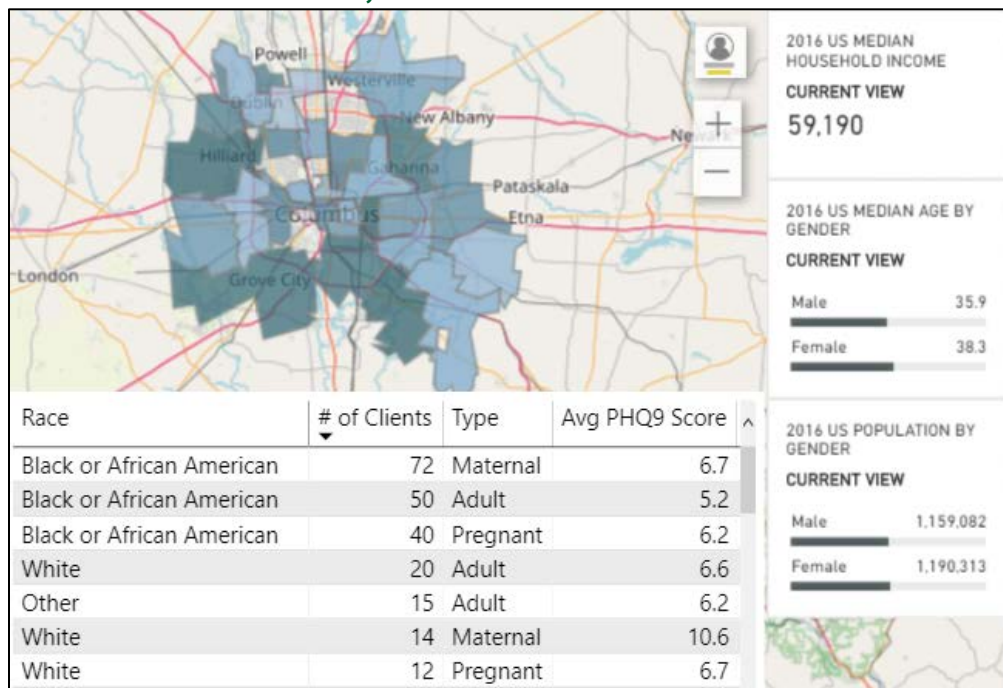 Powell
Westerville
Dublin
New Albany
Hilliard
Gahanna
Pataskala
Columbus
Etna
London
Grove City
2016 US MEDIAN
HOUSEHOLD INCOME
CURRENT VIEW
59,190
2016 US MEDIAN AGE BY
GENDER
CURRENT VIEW
Male 35.9
Female 38.3
2016 US POPULATION BY
GENDER
CURRENT VIEW
Male 1,159,082
Female 1,190,313
Race # of Clients Type Avg PHQ9 Score
Black or African American 72 Maternal 6.7
Black or African American 50 Adult 5.2
Black or African American 40 Pregnant 6.2
White 20 Adult 6.6
Other 15 Adult 6.2
White 14 Maternal 10.6
White 12 Pregnant 6.7